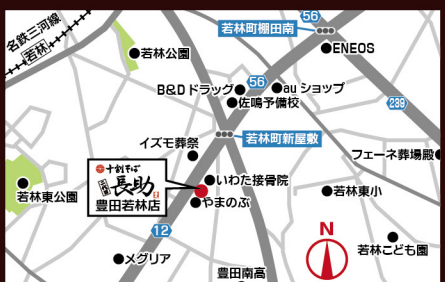 名鉄三河線
若林
若林公園
56
若林町棚田南
ENEOS
B&Dドラッグ
56
auショップ
佐鳴予備校
239
若林町新屋敷
イズモ葬祭
フェーネ葬場殿
十割そば
長助
豊田若林店
いわた接骨院
やまのぶ
若林東公園
若林東小
12
N
若林こども園
メグリア
豊田南高